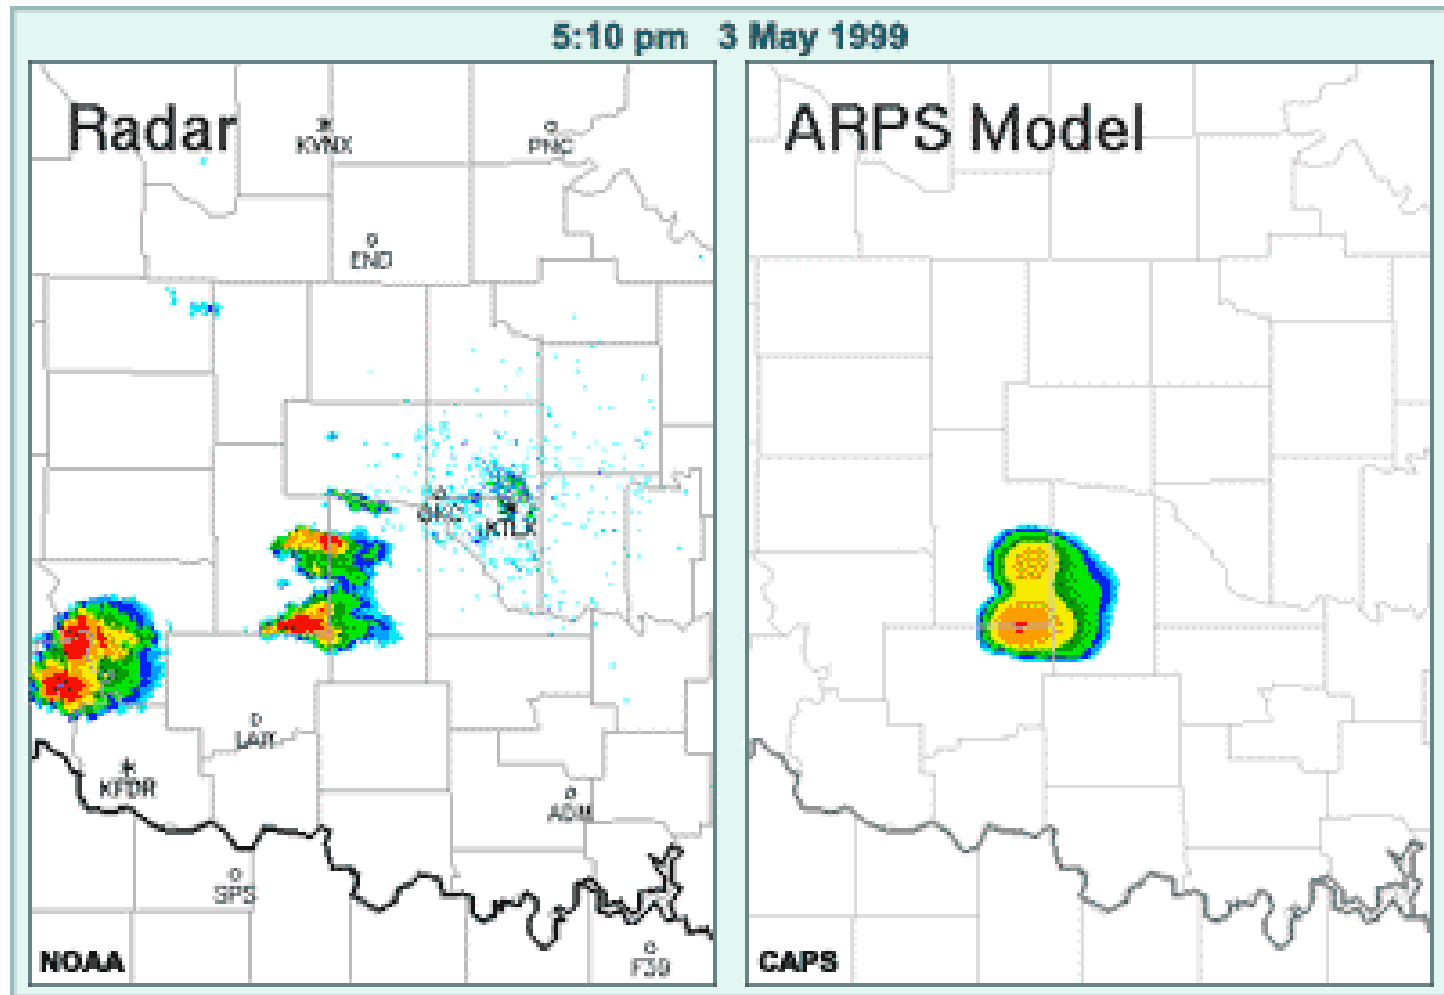 5:10 pm 3 May 1999
Radar
KVNX
PNC
END
OKC
KTLX
LAW
KFDR
ADM
SPS
F39
NOAA
ARPS Model
CAPS